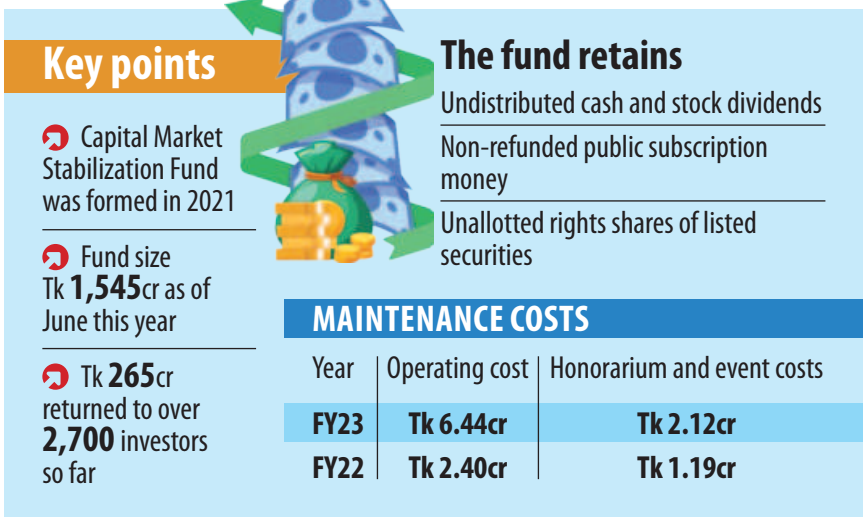 Key points
Capital Market
Stabilization Fund
was formed in 2021
Fund size
Tk 1,545cr as of
June this year
Tk 265cr
returned to over
2,700 investors
so far
The fund retains
Undistributed cash and stock dividends
Non-refunded public subscription
money
Unallotted rights shares of listed
securities
MAINTENANCE COSTS
Year Operating cost Honorarium and event costs
FY23 Tk 6.44cr Tk 2.12cr
FY22 Tk 2.40cr Tk 1.19cr